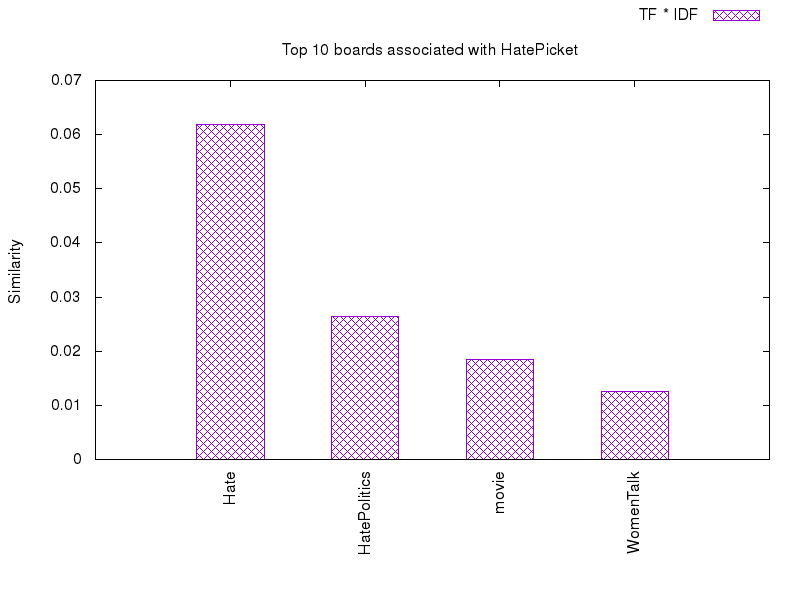 TF * IDF
Top 10 boards associated with HatePicket
0.07
0.06
0.05
0.04
0.03
0.02
0.01
0
Similarity
Hate
HatePolitics
movie
WomenTalk